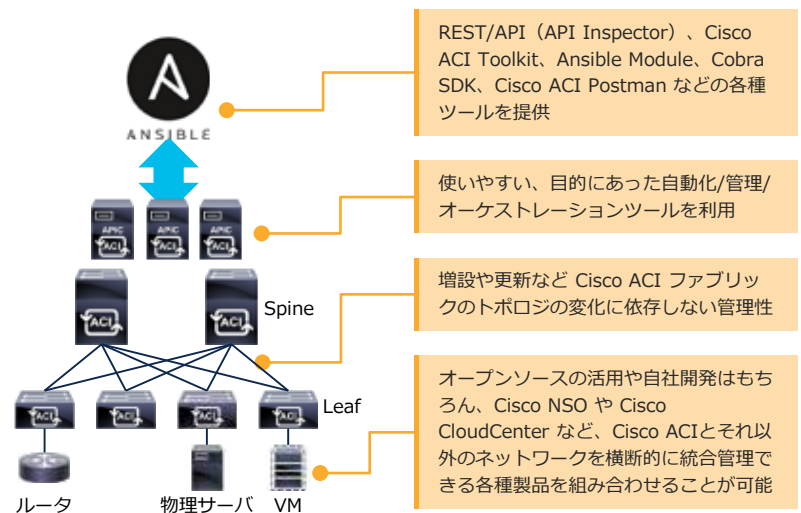 REST/API（API Inspector）、Cisco
ACI Toolkit、Ansible Module、Cobra
SDK、Cisco ACI Postman などの各種
ツールを提供
ANSIBLE
使いやすい、目的にあった自動化/管理/
オーケストレーションツールを利用
APIC APIC APIC
ACI ACI ACI
増設や更新など Cisco ACI ファブリッ
クのトポロジの変化に依存しない管理性
Spine
ACI ACI
オープンソースの活用や自社開発はもち
ろん、Cisco NSO や Cisco
CloudCenter など、Cisco ACIとそれ以
外のネットワークを横断的に統合管理で
きる各種製品を組み合わせることが可能
Leaf
ACI ACI ACI ACI
ルータ
物理サーバ
VM